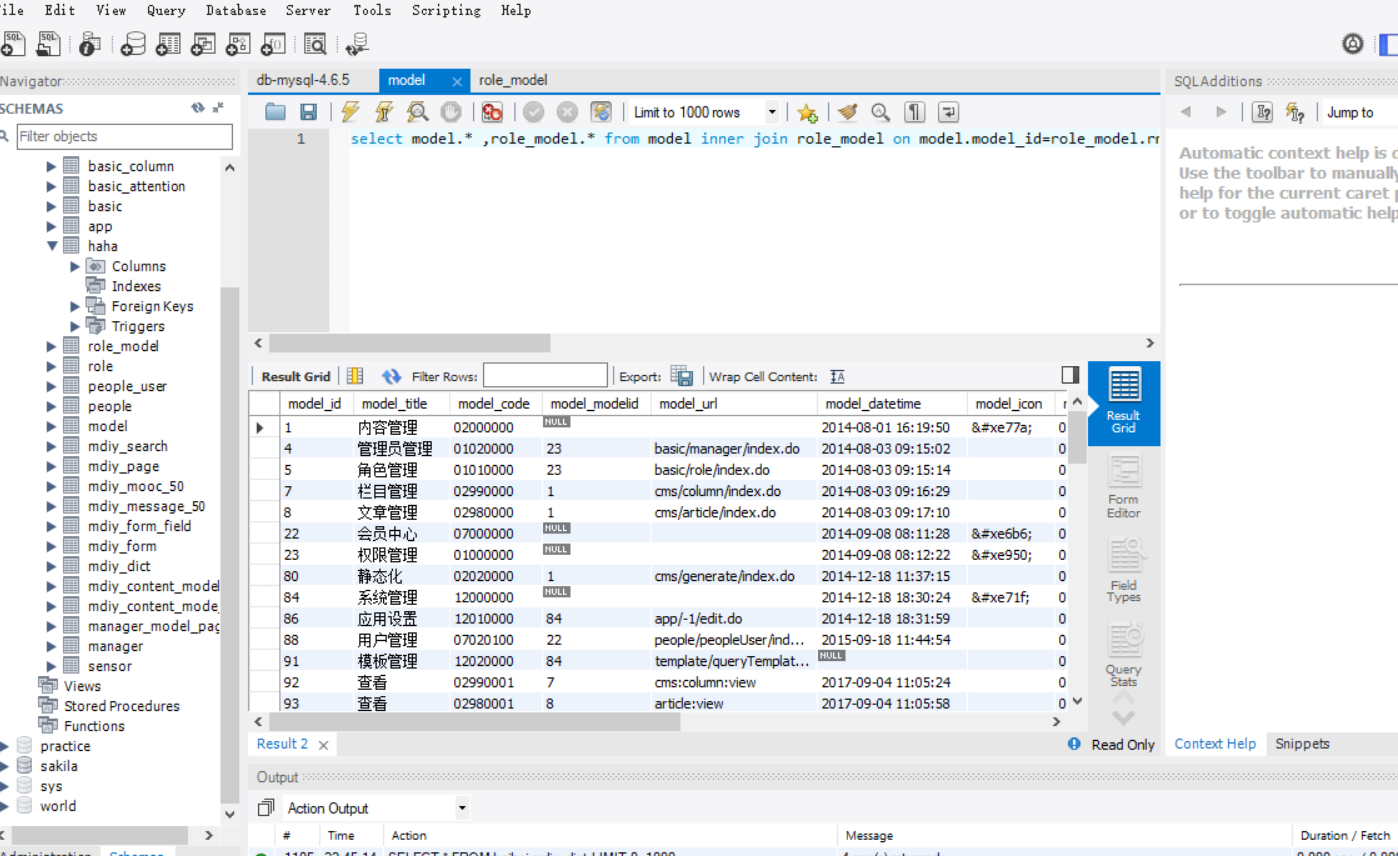 File Edit View Query Database Server Tools Scripting Help
Navigator
SCHEMAS
Filter objects
basic_column
basic_attention
basic
app
haha
Columns
Indexes
Foreign Keys
Triggers
role_model
role
people_user
people
model
mdiy_search
mdiy_page
mdiy_mooc_50
mdiy_message_50
mdiy_form_field
mdiy_form
mdiy_dict
mdiy_content_model
mdiy_content_mode
manager_model_pag
manager
sensor
Views
Stored Procedures
Functions
practice
sakila
sys
world
Administration Schemas
db-mysql-4.6.5 model role_model
Limit to 1000 rows
1 select model.* ,role_model.* from model inner join role_model on model.model_id=role_model.rm
Result Grid Filter Rows: Export: Wrap Cell Content:
model_id model_title model_code model_modelid model_url model_datetime model_icon
1 内容管理 02000000 NULL 2014-08-01 16:19:50 &#xe77a; 0
4 管理员管理 01020000 23 basic/manager/index.do 2014-08-03 09:15:02 0
5 角色管理 01010000 23 basic/role/index.do 2014-08-03 09:15:14 0
7 栏目管理 02990000 1 cms/column/index.do 2014-08-03 09:16:29 0
8 文章管理 02980000 1 cms/article/index.do 2014-08-03 09:17:10 0
22 会员中心 07000000 NULL 2014-09-08 08:11:28 &#xe6b6; 0
23 权限管理 01000000 NULL 2014-09-08 08:12:22 &#xe950; 0
80 静态化 02020000 1 cms/generate/index.do 2014-12-18 11:37:15 0
84 系统管理 12000000 NULL 2014-12-18 18:30:24 &#xe71f; 0
86 应用设置 12010000 84 app/-1/edit.do 2014-12-18 18:31:59 0
88 用户管理 07020100 22 people/peopleUser/ind... 2015-09-18 11:44:54 0
91 模板管理 12020000 84 template/queryTemplat... NULL 0
92 查看 02990001 7 cms:column:view 2017-09-04 11:05:24 0
93 查看 02980001 8 article:view 2017-09-04 11:05:58 0
Result Grid
Form Editor
Field Types
Query Stats
Result 2 Read Only
Output
Action Output
# Time Action Message Duration / Fetch
SQLAdditions
Jump to
Automatic context help is d
Use the toolbar to manually
help for the current caret p
or to toggle automatic help
Context Help Snippets